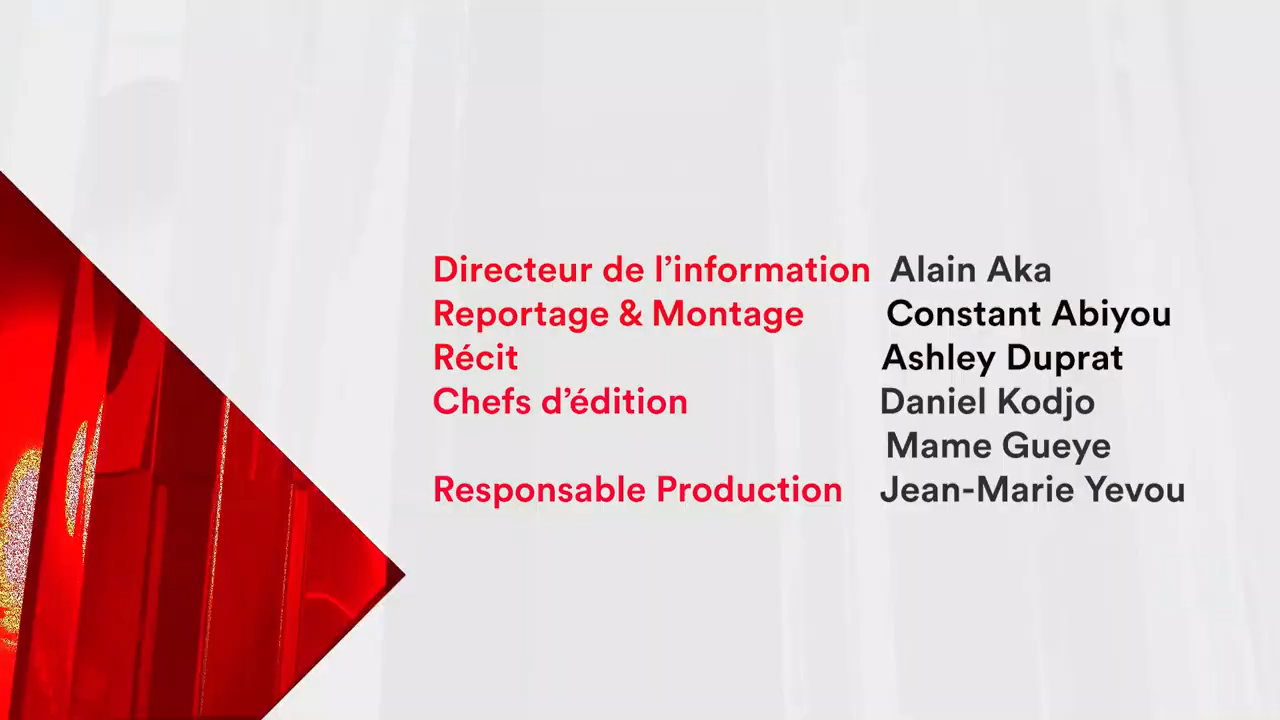 Directeur de l’information Alain Aka
Reportage & Montage Constant Abiyou
Récit Ashley Duprat
Chefs d’édition Daniel Kodjo
Mame Gueye
Responsable Production Jean-Marie Yevou